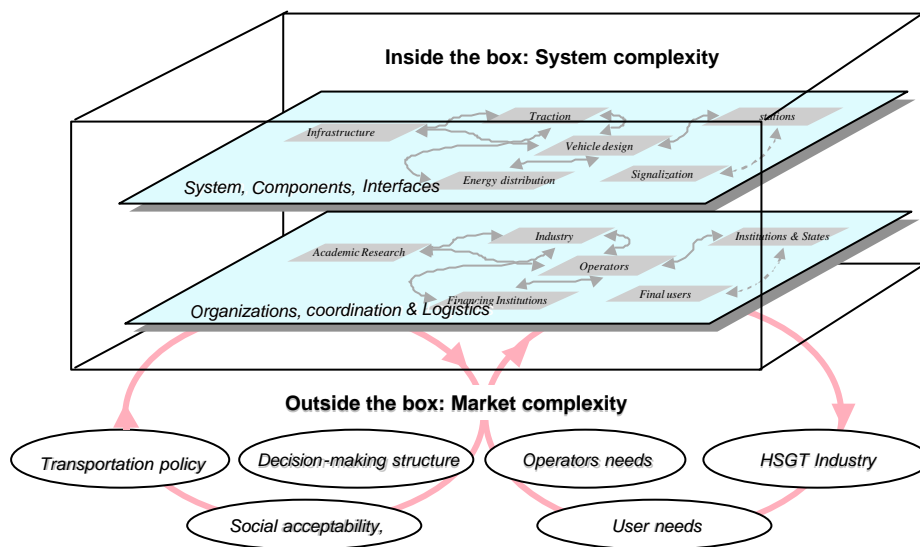 Inside the box: System complexity
Traction
stations
Infrastructure
Vehicle design
Energy distribution
Signalization
System, Components, Interfaces
Industry
Institutions & States
Academic Research
Operators
Financing Institutions
Final users
Organizations, coordination & Logistics
Outside the box: Market complexity
Transportation policy
Decision-making structure
Operators needs
HSGT Industry
Social acceptability,
User needs